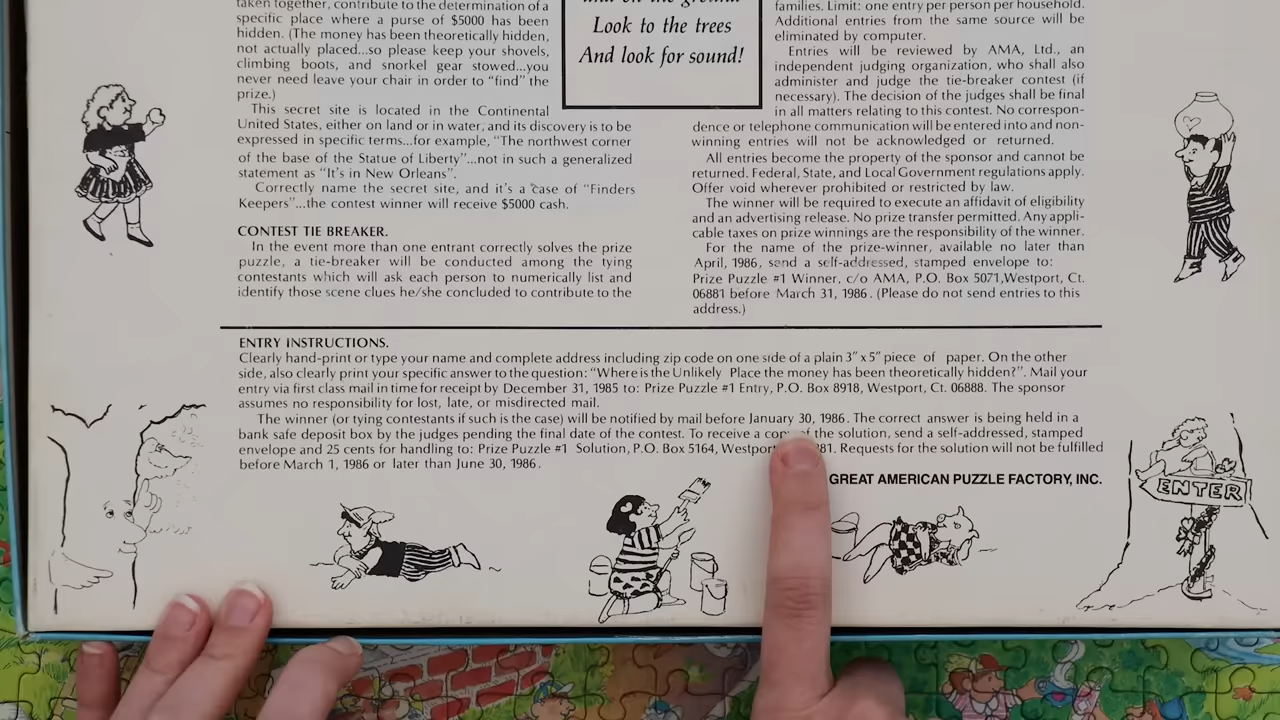 taken together, contribute to the determination of a
specific place where a purse of $5000 has been
hidden. (The money has been theoretically hidden,
not actually placed...so please keep your shovels,
climbing boots, and snorkel gear stowed...you
never need leave your chair in order to "find" the
prize.)
This secret site is located in the Continental
United States, either on land or in water, and its discovery is to be
expressed in specific terms...for example, "The northwest corner
of the base of the Statue of Liberty"...not in such a generalized
statement as "It's in New Orleans".
Correctly name the secret site, and it's a case of "Finders
Keepers"...the contest winner will receive $5000 cash.
CONTEST TIE BREAKER.
In the event more than one entrant correctly solves the prize
puzzle, a tie-breaker will be conducted among the tying
contestants which will ask each person to numerically list and
identify those scene clues he/she concluded to contribute to the
and on the ground
Look to the trees
And look for sound!
families. Limit: one entry per person per household.
Additional entries from the same source will be
eliminated by computer.
Entries will be reviewed by AMA, Ltd., an
independent judging organization, who shall also
administer and judge the tie-breaker contest (if
necessary). The decision of the judges shall be final
in all matters relating to this contest. No correspon-
dence or telephone communication will be entered into and non-
winning entries will not be acknowledged or returned.
All entries become the property of the sponsor and cannot be
returned. Federal, State, and Local Government regulations apply.
Offer void wherever prohibited or restricted by law.
The winner will be required to execute an affidavit of eligibility
and an advertising release. No prize transfer permitted. Any appli-
cable taxes on prize winnings are the responsibility of the winner.
For the name of the prize-winner, available no later than
April, 1986, send a self-addressed, stamped envelope to:
Prize Puzzle #1 Winner, c/o AMA, P.O. Box 5071,Westport, Ct.
06881 before March 31, 1986. (Please do not send entries to this
address.)
ENTRY INSTRUCTIONS.
Clearly hand-print or type your name and complete address including zip code on one side of a plain 3" x 5" piece of paper. On the other
side, also clearly print your specific answer to the question: "Where is the Unlikely Place the money has been theoretically hidden?". Mail your
entry via first class mail in time for receipt by December 31, 1985 to: Prize Puzzle #1 Entry, P.O. Box 8918, Westport, Ct. 06888. The sponsor
assumes no responsibility for lost, late, or misdirected mail.
The winner (or tying contestants if such is the case) will be notified by mail before January 30, 1986. The correct answer is being held in a
bank safe deposit box by the judges pending the final date of the contest. To receive a copy of the solution, send a self-addressed, stamped
envelope and 25 cents for handling to: Prize Puzzle #1 Solution, P.O. Box 5164, Westport 81. Requests for the solution will not be fulfilled
before March 1, 1986 or later than June 30, 1986.
GREAT AMERICAN PUZZLE FACTORY, INC.
ENTER